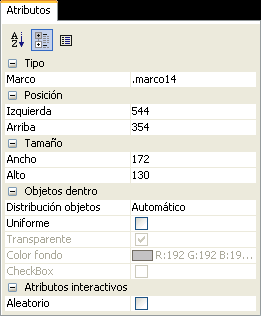 Atributos
A
Z
Tipo
Marco .marco14
Posición
Izquierda 544
Arriba 354
Tamaño
Ancho 172
Alto 130
Objetos dentro
Distribución objetos Automático
Uniforme
Transparente
Color fondo R:192 G:192 B:19...
CheckBox
Atributos interactivos
Aleatorio